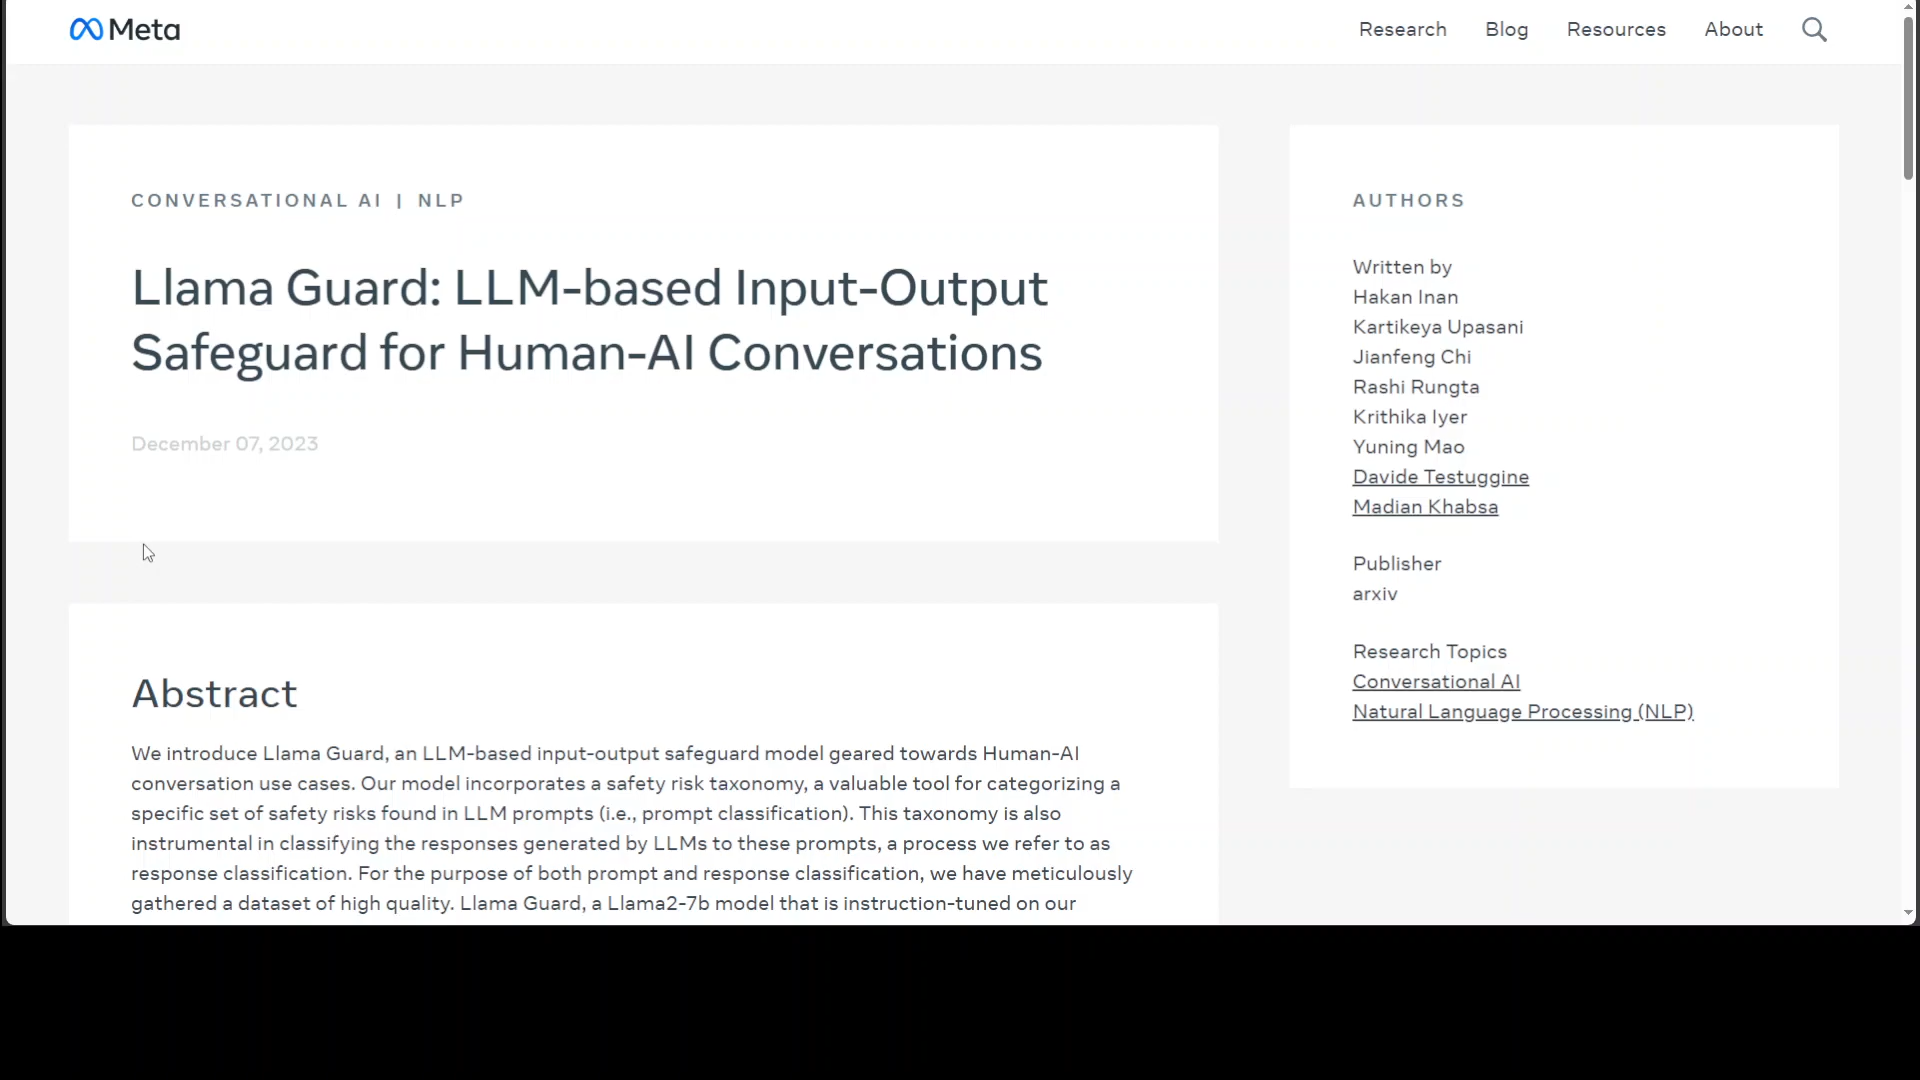 Meta
Research Blog Resources About
CONVERSATIONAL AI | NLP
Llama Guard: LLM-based Input-Output
Safeguard for Human-AI Conversations
December 07, 2023
Abstract
We introduce Llama Guard, an LLM-based input-output safeguard model geared towards Human-AI
conversation use cases. Our model incorporates a safety risk taxonomy, a valuable tool for categorizing a
specific set of safety risks found in LLM prompts (i.e., prompt classification). This taxonomy is also
instrumental in classifying the responses generated by LLMs to these prompts, a process we refer to as
response classification. For the purpose of both prompt and response classification, we have meticulously
gathered a dataset of high quality. Llama Guard, a Llama2-7b model that is instruction-tuned on our
AUTHORS
Written by
Hakan Inan
Kartikeya Upasani
Jianfeng Chi
Rashi Rungta
Krithika Iyer
Yuning Mao
Davide Testuggine
Madian Khabsa
Publisher
arxiv
Research Topics
Conversational AI
Natural Language Processing (NLP)